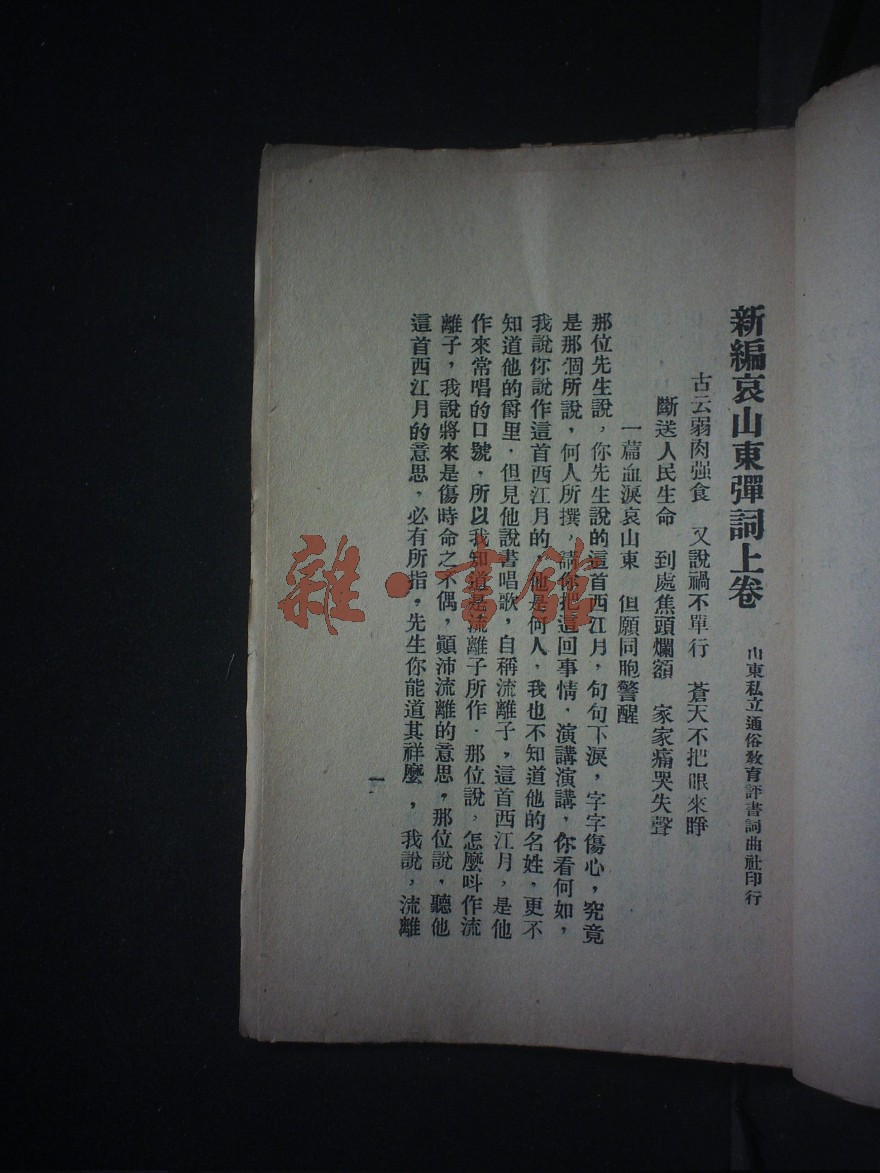 新編哀山東彈詞上卷
山東私立通俗敎育評書詞曲社印行
古云弱肉强食　又說禍不單行　蒼天不把眼來睁
斷送人民生命　到處焦頭爛額　家家痛哭失聲
一篇血淚哀山東　但願同胞警醒
那位先生說，你先生說的這首西江月，句句下淚，字字傷心，究竟
是那個所說，何人所撰，請你把這回事情，演講演講，你看何如，
我說你說作這首西江月的，他是何人，我也不知道他的名姓，更不
知道他的爵里，但見他說書唱歌，自稱流離子，這首西江月，是他
作來常唱的口號，所以我知道是流離子所作．那位說，怎麼叫作流
離子，我說將來是傷時命之不偶，顚沛流離的意思，那位說，聽他
這首西江月的意思，必有所指，先生你能道其祥麼，我說，流離
一
雜・書館